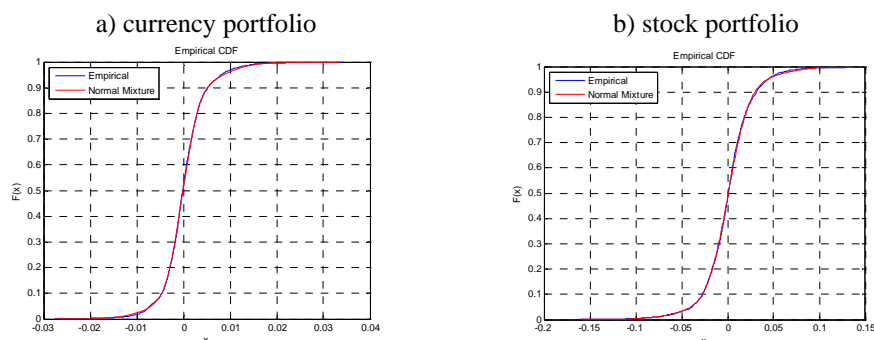 a) currency portfolio
Empirical CDF
Empirical
Normal Mixture
F(x)
1
0.9
0.8
0.7
0.6
0.5
0.4
0.3
0.2
0.1
0
-0.03 -0.02 -0.01 0 0.01 0.02 0.03 0.04
b) stock portfolio
Empirical CDF
Empirical
Normal Mixture
F(x)
1
0.9
0.8
0.7
0.6
0.5
0.4
0.3
0.2
0.1
0
-0.2 -0.15 -0.1 -0.05 0 0.05 0.1 0.15